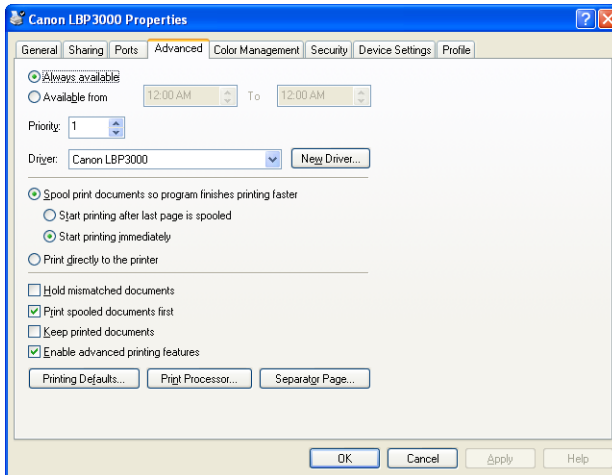 Canon LBP3000 Properties
General Sharing Ports Advanced Color Management Security Device Settings Profile
Always available
Available from 12:00 AM To 12:00 AM
Priority: 1
Driver: Canon LBP3000 New Driver...
Spool print documents so program finishes printing faster
Start printing after last page is spooled
Start printing immediately
Print directly to the printer
Hold mismatched documents
Print spooled documents first
Keep printed documents
Enable advanced printing features
Printing Defaults... Print Processor... Separator Page...
OK Cancel Apply Help